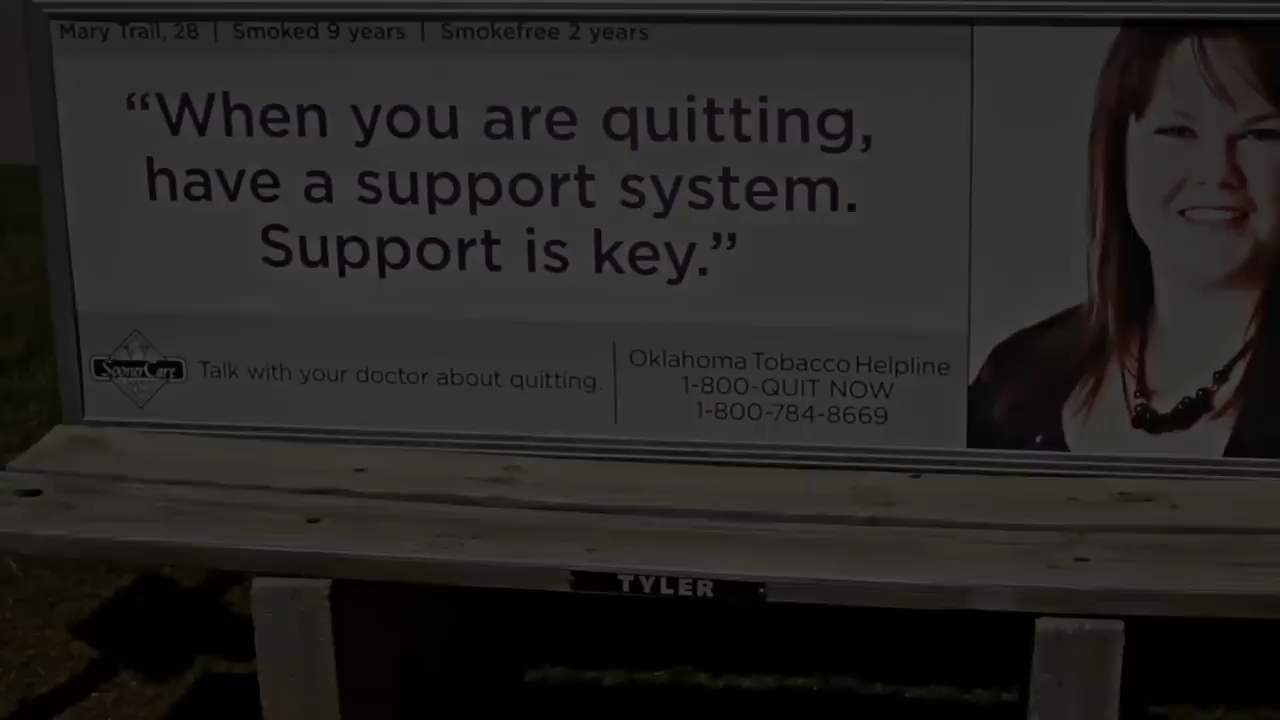 Mary Trail, 28 | Smoked 9 years | Smokefree 2 years
“When you are quitting,
have a support system.
Support is key.”
SoonerCare
Talk with your doctor about quitting.
Oklahoma Tobacco Helpline
1-800-QUIT NOW
1-800-784-8669
TYLER